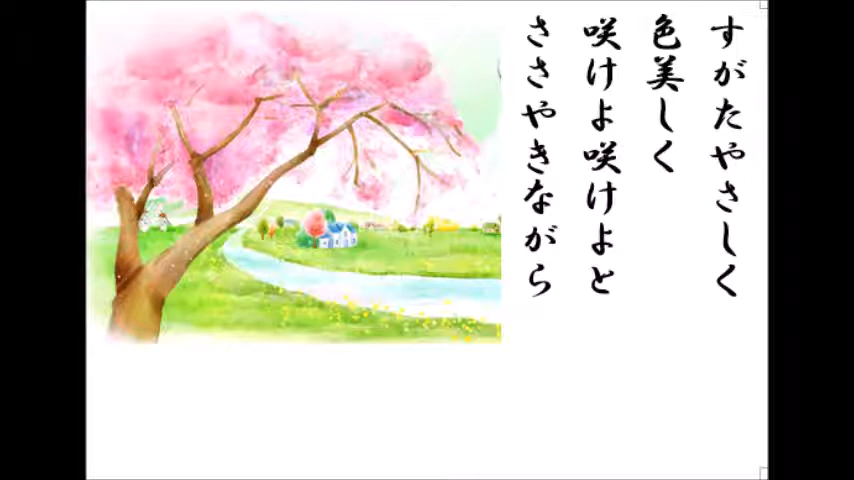 すがたやさしく
色美しく
咲けよ咲けよと
ささやきながら